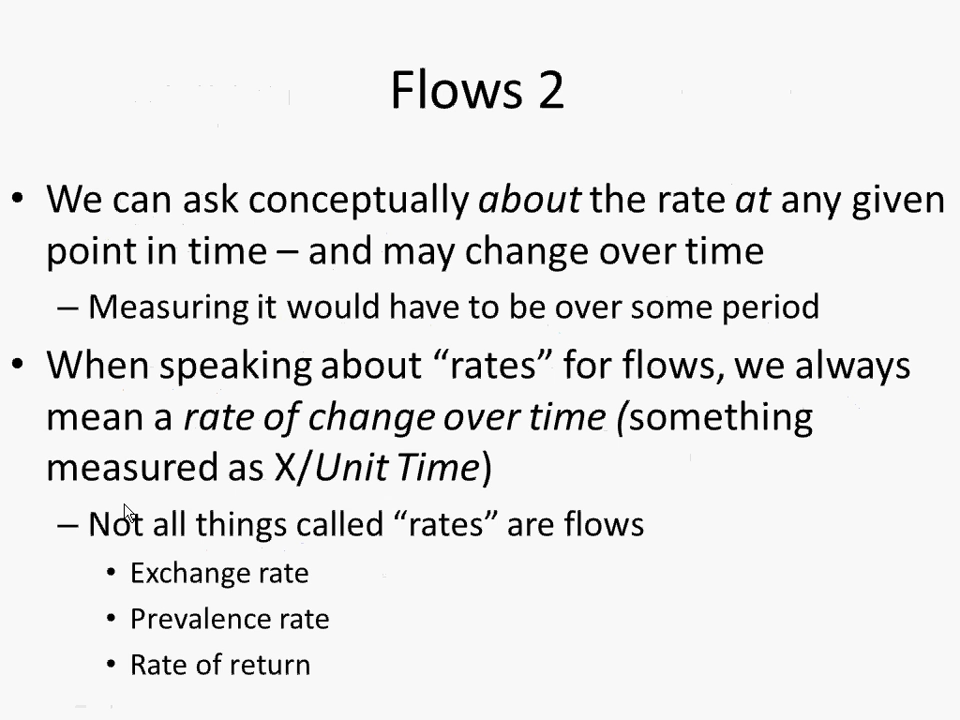 Flows 2
• We can ask conceptually about the rate at any given
point in time – and may change over time
– Measuring it would have to be over some period
• When speaking about “rates” for flows, we always
mean a rate of change over time (something
measured as X/Unit Time)
– Not all things called “rates” are flows
• Exchange rate
• Prevalence rate
• Rate of return